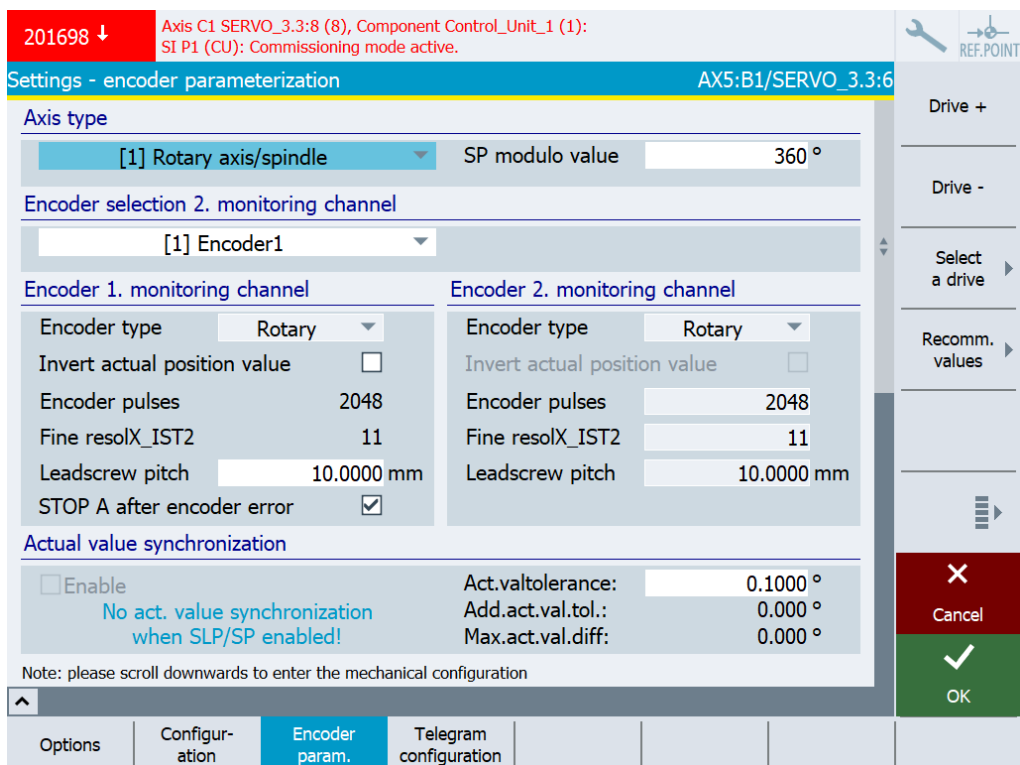 201698
Axis C1 SERVO_3.3:8 (8), Component Control_Unit_1 (1):
SI P1 (CU): Commissioning mode active.
REF.POINT
Settings - encoder parameterization AX5:B1/SERVO_3.3:6
Axis type
[1] Rotary axis/spindle SP modulo value 360 °
Encoder selection 2. monitoring channel
[1] Encoder1
Encoder 1. monitoring channel Encoder 2. monitoring channel
Encoder type Rotary Encoder type Rotary
Invert actual position value Invert actual position value
Encoder pulses 2048 Encoder pulses 2048
Fine resolX_IST2 11 Fine resolX_IST2 11
Leadscrew pitch 10.0000 mm Leadscrew pitch 10.0000 mm
STOP A after encoder error
Actual value synchronization
Enable Act.valtolerance: 0.1000 °
No act. value synchronization Add.act.val.tol.: 0.000 °
when SLP/SP enabled! Max.act.val.diff: 0.000 °
Note: please scroll downwards to enter the mechanical configuration
Drive +
Drive -
Select
a drive
Recomm.
values
Cancel
OK
Options
Configur-
ation
Encoder
param.
Telegram
configuration